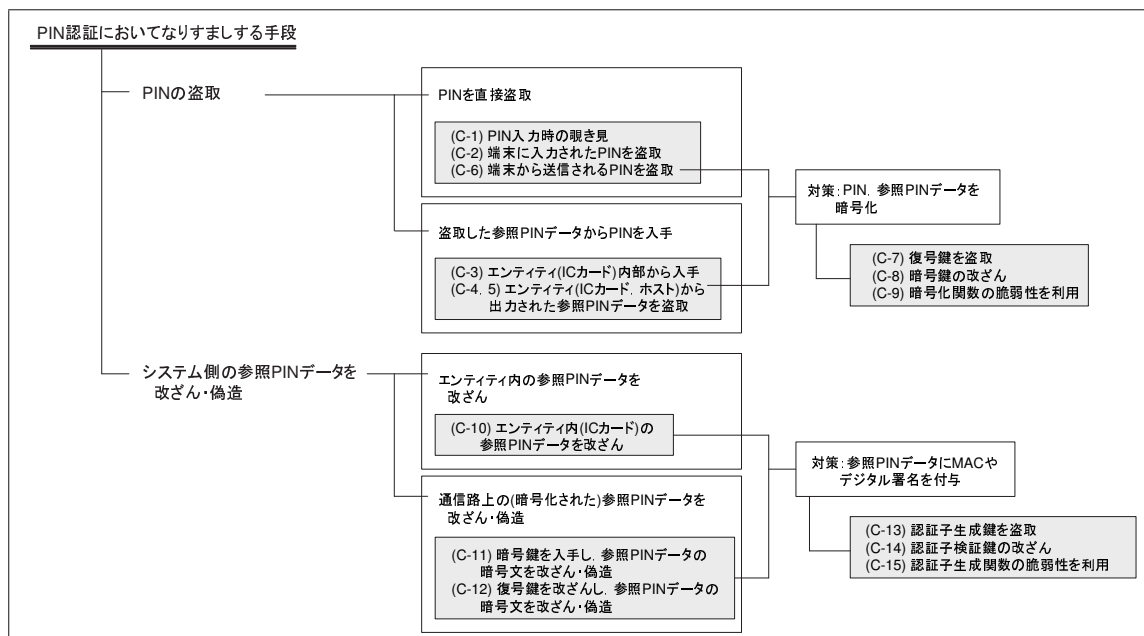 PIN認証においてなりすましする手段
PINの盗取
PINを直接盗取
(C-1) PIN入力時の覗き見
(C-2) 端末に入力されたPINを盗取
(C-6) 端末から送信されるPINを盗取
盗取した参照PINデータからPINを入手
(C-3) エンティティ(ICカード)内部から入手
(C-4, 5) エンティティ(ICカード, ホスト)から
出力された参照PINデータを盗取
対策:PIN, 参照PINデータを
暗号化
(C-7) 復号鍵を盗取
(C-8) 暗号鍵の改ざん
(C-9) 暗号化関数の脆弱性を利用
システム側の参照PINデータを
改ざん・偽造
エンティティ内の参照PINデータを
改ざん
(C-10) エンティティ内(ICカード)の
参照PINデータを改ざん
通信路上の(暗号化された)参照PINデータを
改ざん・偽造
(C-11) 暗号鍵を入手し, 参照PINデータの
暗号文を改ざん・偽造
(C-12) 復号鍵を改ざんし, 参照PINデータの
暗号文を改ざん・偽造
対策:参照PINデータにMACや
デジタル署名を付与
(C-13) 認証子生成鍵を盗取
(C-14) 認証子検証鍵の改ざん
(C-15) 認証子生成関数の脆弱性を利用